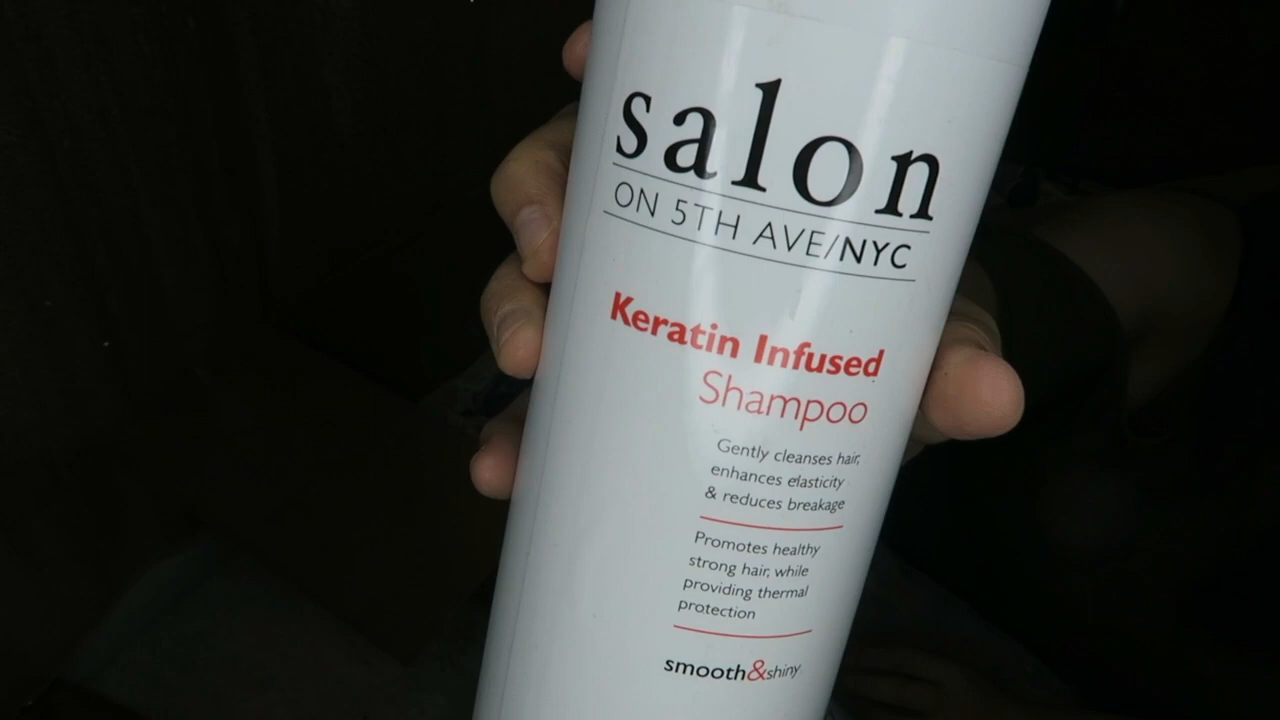 salon
ON 5TH AVE/NYC
Keratin Infused
Shampoo
Gently cleanses hair,
enhances elasticity
& reduces breakage
Promotes healthy
strong hair, while
providing thermal
protection
smooth&shiny